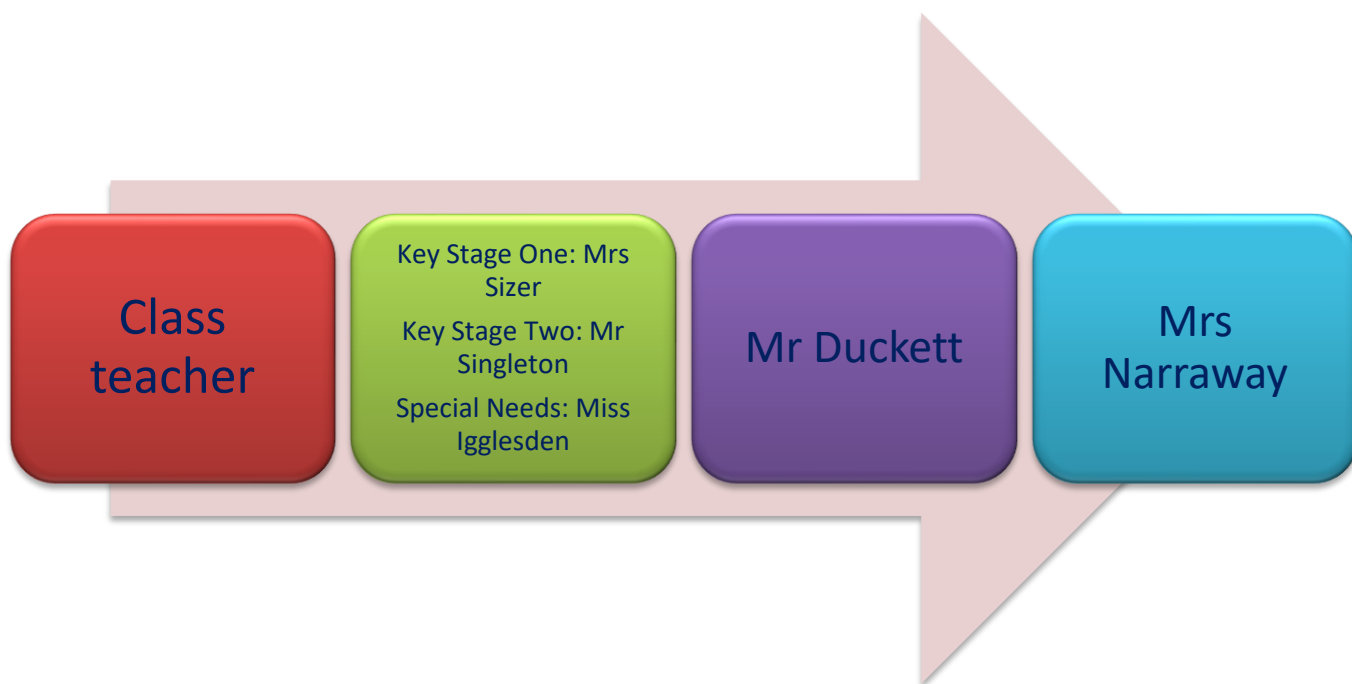 Class
teacher
Key Stage One: Mrs
Sizer
Key Stage Two: Mr
Singleton
Special Needs: Miss
Igglesden
Mr Duckett
Mrs
Narraway